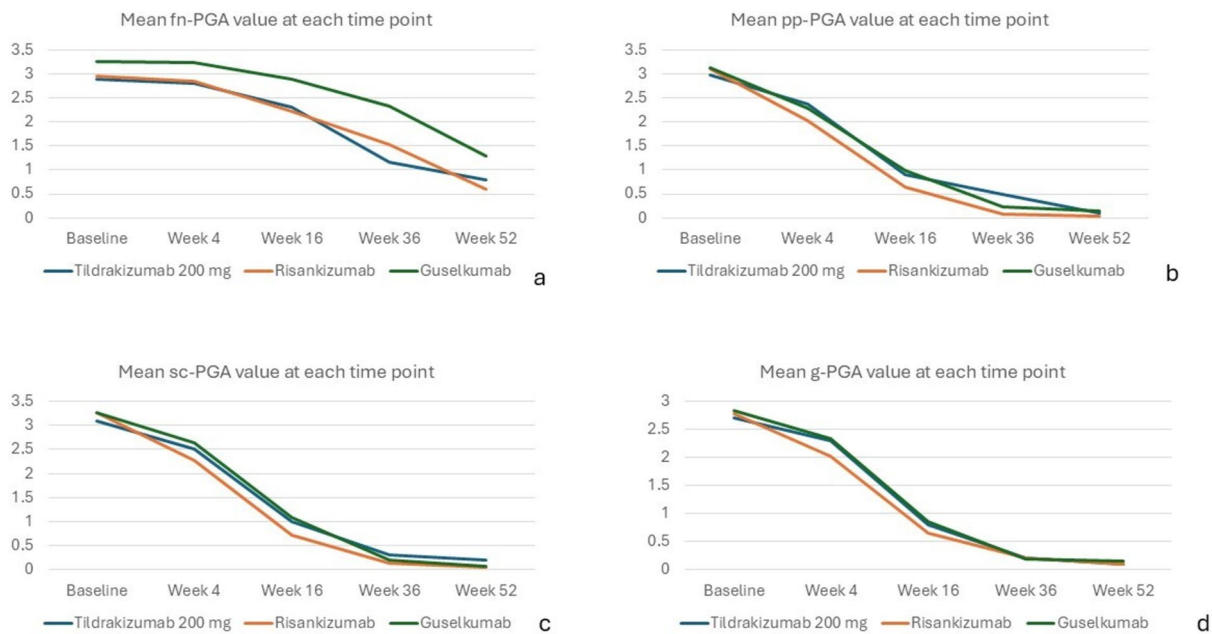 Mean fn-PGA value at each time point
3.5
3
2.5
2
1.5
1
0.5
0
Baseline Week 4 Week 16 Week 36 Week 52
Tildrakizumab 200 mg Risankizumab Guselkumab
a
Mean pp-PGA value at each time point
3.5
3
2.5
2
1.5
1
0.5
0
Baseline Week 4 Week 16 Week 36 Week 52
Tildrakizumab 200 mg Risankizumab Guselkumab
b
Mean sc-PGA value at each time point
3.5
3
2.5
2
1.5
1
0.5
0
Baseline Week 4 Week 16 Week 36 Week 52
Tildrakizumab 200 mg Risankizumab Guselkumab
c
Mean g-PGA value at each time point
3
2.5
2
1.5
1
0.5
0
Baseline Week 4 Week 16 Week 36 Week 52
Tildrakizumab 200 mg Risankizumab Guselkumab
d